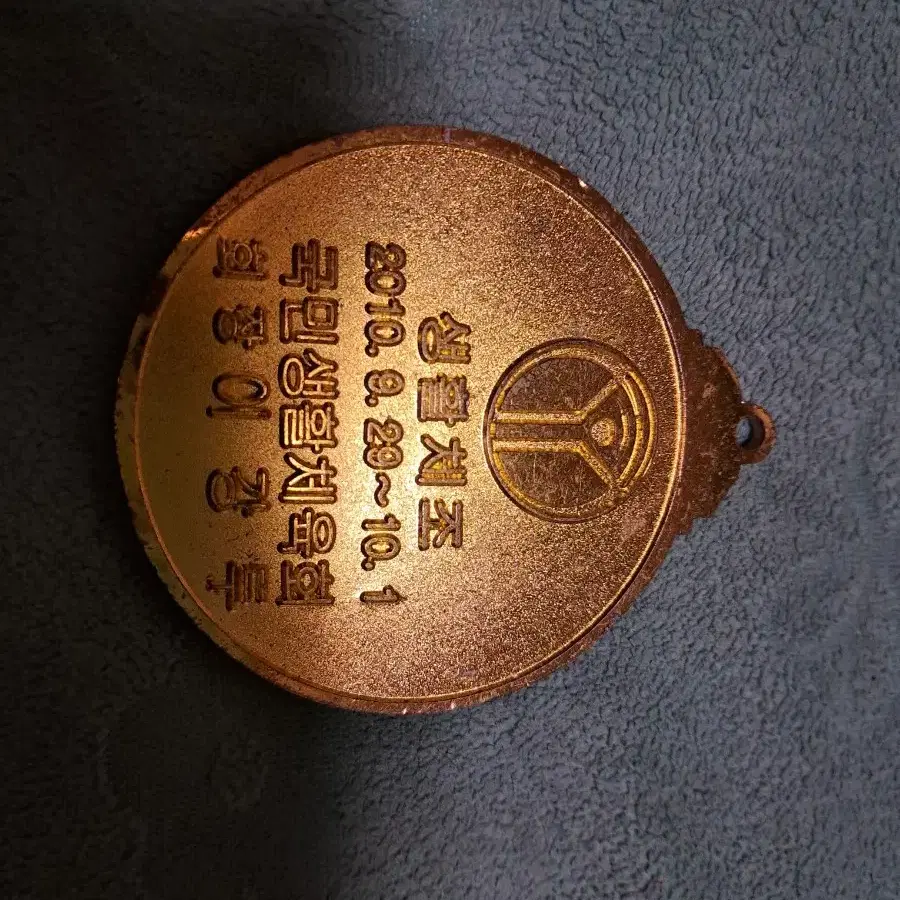 생 활 체 조
2010. 9. 29~10. 1
국민생활체육회
회 장 이 강 두